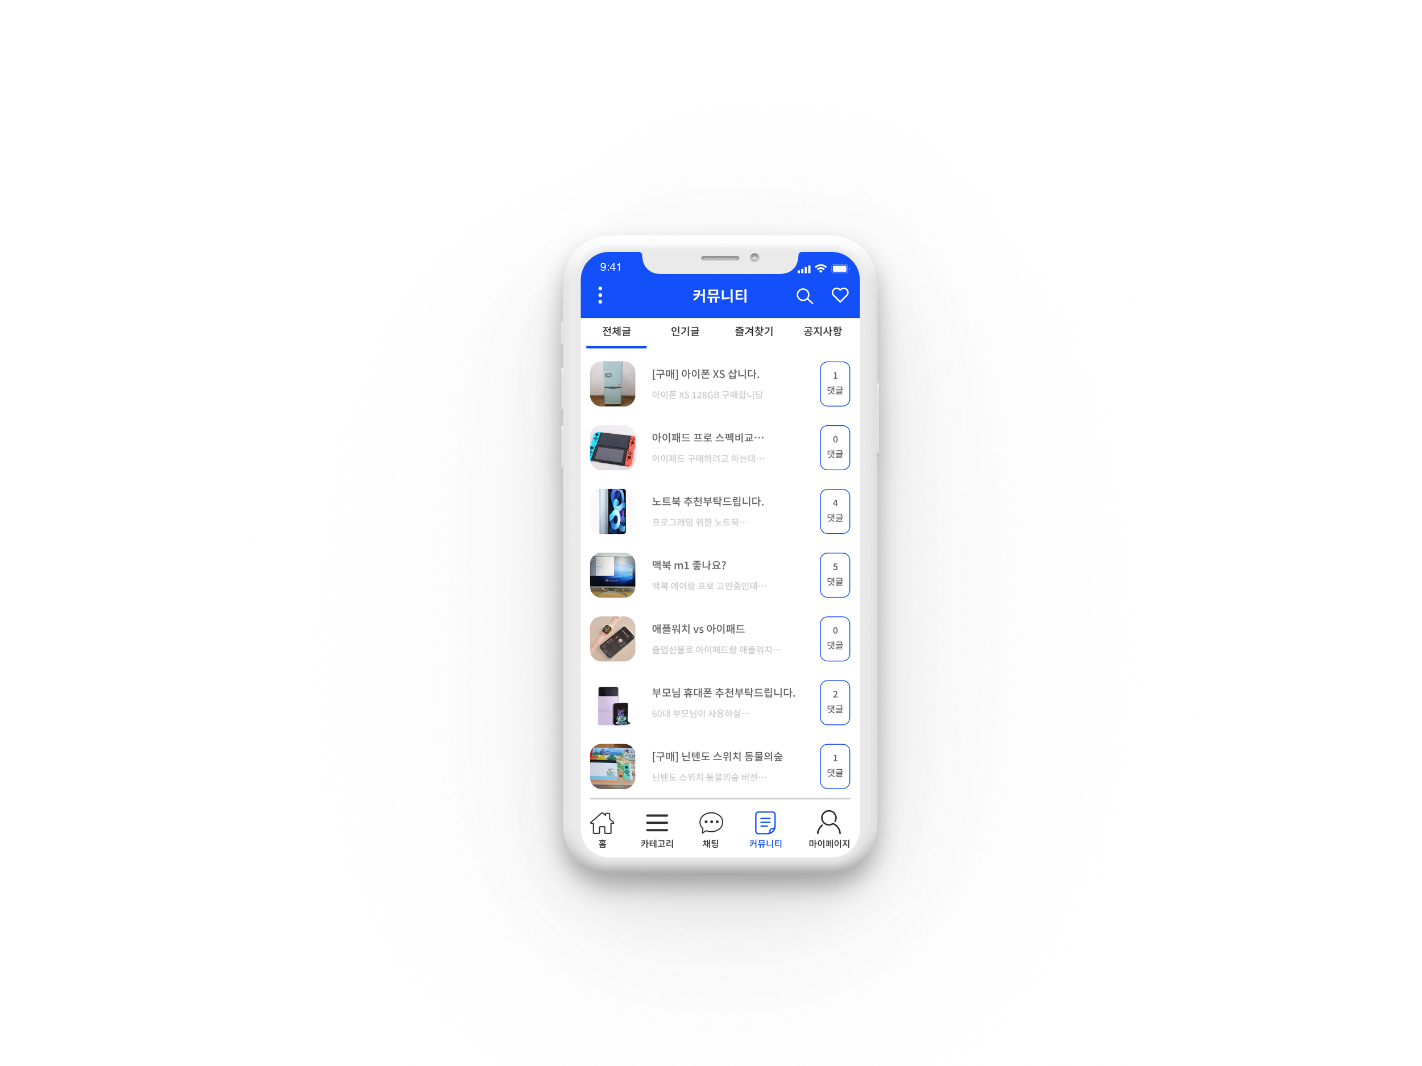 9:41
커뮤니티
전체글 인기글 즐겨찾기 공지사항
[구매] 아이폰 XS 삽니다.
아이폰 XS 128GB 구매합니당
1
댓글
아이패드 프로 스펙비교…
아이패드 구매하려고 하는데…
0
댓글
노트북 추천부탁드립니다.
프로그래밍 위한 노트북…
4
댓글
맥북 m1 좋나요?
맥북 에어랑 프로 고민중인데…
5
댓글
애플워치 vs 아이패드
졸업선물로 아이패드랑 애플워치…
0
댓글
부모님 휴대폰 추천부탁드립니다.
60대 부모님이 사용하실…
2
댓글
[구매] 닌텐도 스위치 동물의숲
닌텐도 스위치 동물의숲 버전…
1
댓글
홈 카테고리 채팅 커뮤니티 마이페이지